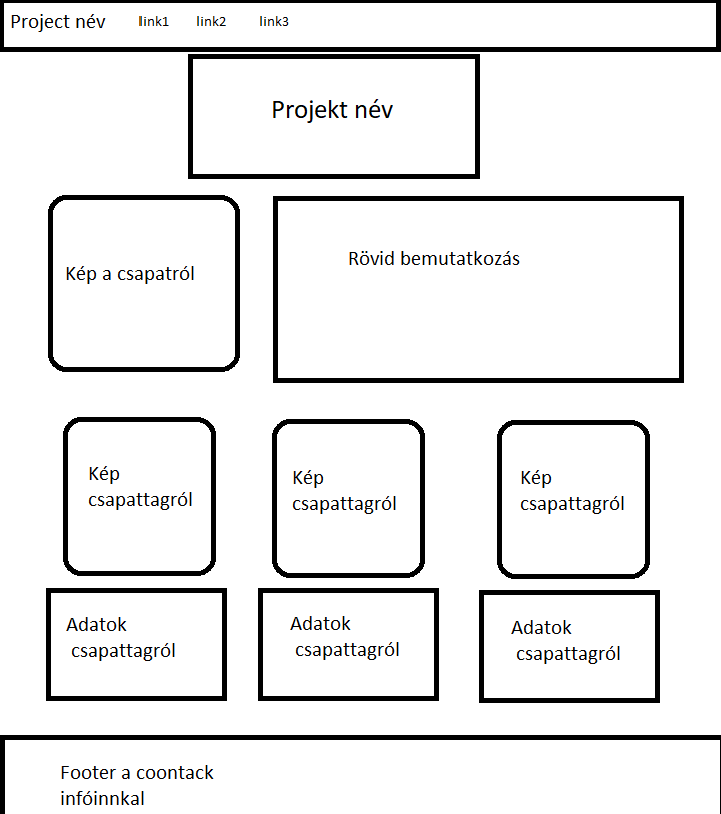 Project név link1 link2 link3
Projekt név
Kép a csapatról
Rövid bemutatkozás
Kép
csapattagról
Kép
csapattagról
Kép
csapattagról
Adatok
csapattagról
Adatok
csapattagról
Adatok
csapattagról
Footer a coontack
infóinnkal